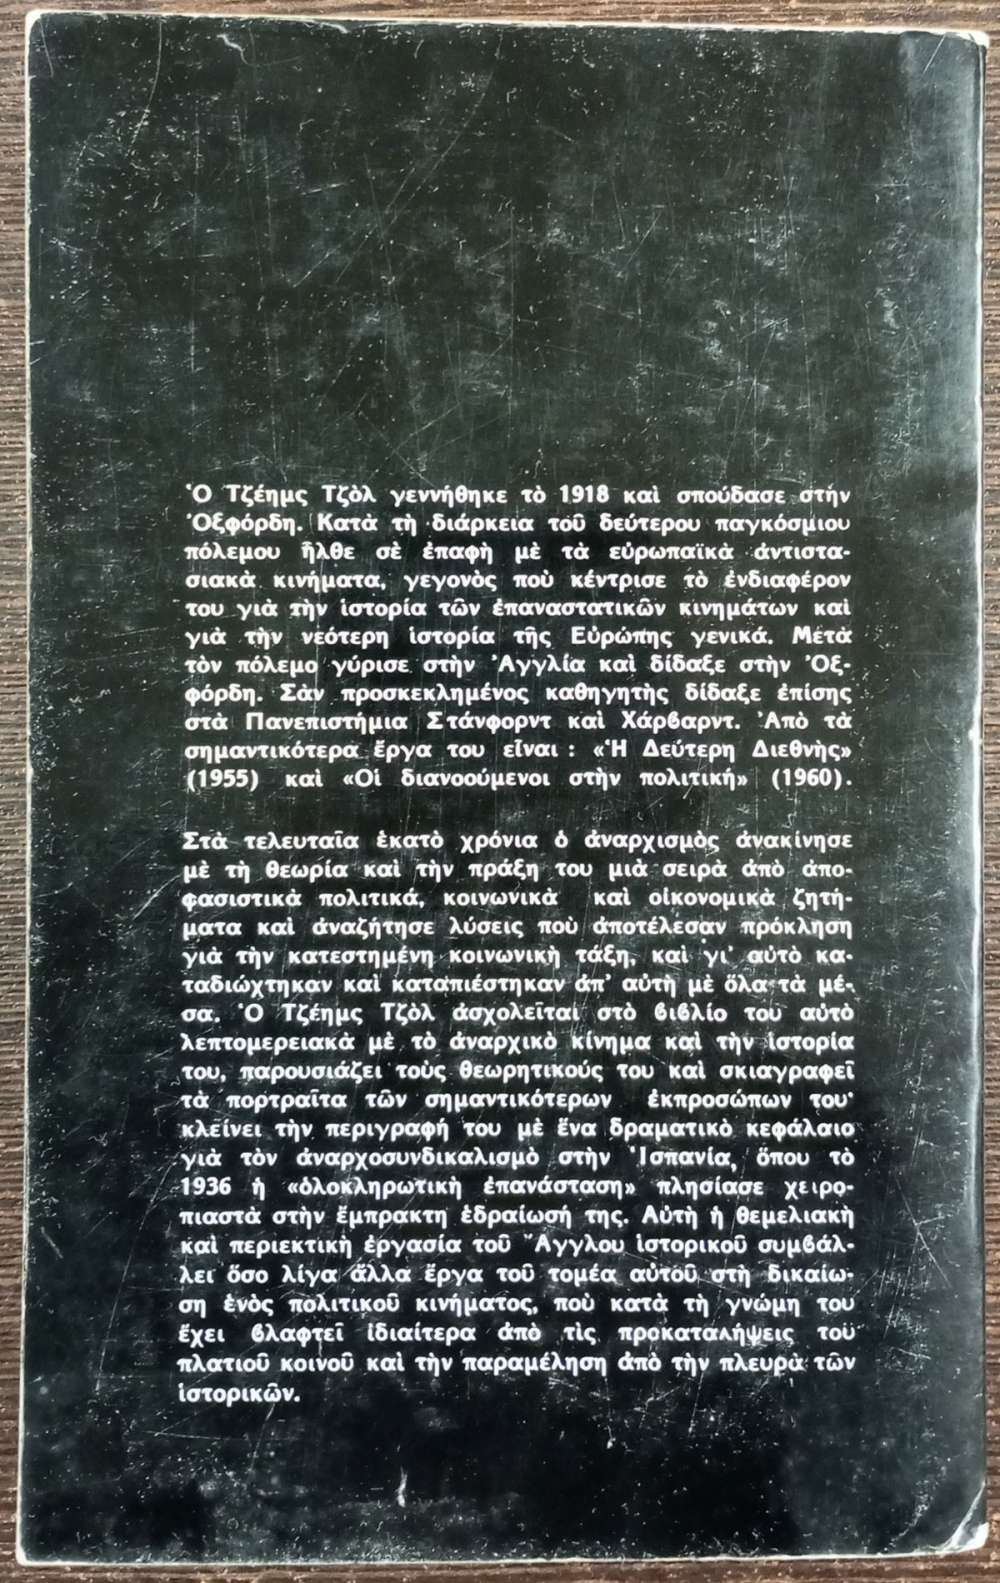 Ὁ Τζέημς Τζὸλ γεννήθηκε τὸ 1918 καὶ σπούδασε στὴν
Ὀξφόρδη. Κατὰ τὴ διάρκεια τοῦ δεύτερου παγκόσμιου
πόλεμου ἦλθε σὲ ἐπαφὴ μὲ τὰ εὐρωπαϊκὰ ἀντιστα-
σιακὰ κινήματα, γεγονὸς ποὺ κέντρισε τὸ ἐνδιαφέρον
του γιὰ τὴν ἱστορία τῶν ἐπαναστατικῶν κινημάτων καὶ
γιὰ τὴν νεότερη ἱστορία τῆς Εὐρώπης γενικά. Μετὰ
τὸν πόλεμο γύρισε στὴν Ἀγγλία καὶ δίδαξε στὴν Ὀξ-
φόρδη. Σὰν προσκεκλημένος καθηγητὴς δίδαξε ἐπίσης
στὰ Πανεπιστήμια Στάνφορντ καὶ Χάρβαρντ. Ἀπὸ τὰ
σημαντικότερα ἔργα του εἶναι : «Ἡ Δεύτερη Διεθνὴς»
(1955) καὶ «Οἱ διανοούμενοι στὴν πολιτική» (1960).
Στὰ τελευταῖα ἑκατὸ χρόνια ὁ ἀναρχισμὸς ἀνακίνησε
μὲ τὴ θεωρία καὶ τὴν πράξη του μιὰ σειρὰ ἀπὸ ἀπο-
φασιστικὰ πολιτικά, κοινωνικὰ καὶ οἰκονομικὰ ζητή-
ματα καὶ ἀναζήτησε λύσεις ποὺ ἀποτέλεσαν πρόκληση
γιὰ τὴν κατεστημένη κοινωνικὴ τάξη, καὶ γι' αὐτὸ κα-
ταδιώχτηκαν καὶ καταπιέστηκαν ἀπ' αὐτὴ μὲ ὅλα τὰ μέ-
σα. Ὁ Τζέημς Τζὸλ ἀσχολεῖται στὸ βιβλίο του αὐτὸ
λεπτομερειακὰ μὲ τὸ ἀναρχικὸ κίνημα καὶ τὴν ἱστορία
του, παρουσιάζει τοὺς θεωρητικούς του καὶ σκιαγραφεῖ
τὰ πορτραῖτα τῶν σημαντικότερων ἐκπροσώπων του·
κλείνει τὴν περιγραφή του μὲ ἕνα δραματικὸ κεφάλαιο
γιὰ τὸν ἀναρχοσυνδικαλισμὸ στὴν Ἱσπανία, ὅπου τὸ
1936 ἡ «ὁλοκληρωτικὴ ἐπανάσταση» πλησίασε χειρο-
πιαστὰ στὴν ἔμπρακτη ἑδραίωσή της. Αὐτὴ ἡ θεμελιακὴ
καὶ περιεκτικὴ ἐργασία τοῦ Ἄγγλου ἱστορικοῦ συμβάλ-
λει ὅσο λίγα ἄλλα ἔργα τοῦ τομέα αὐτοῦ στὴ δικαίω-
ση ἑνὸς πολιτικοῦ κινήματος, ποὺ κατὰ τὴ γνώμη του
ἔχει βλαφτεῖ ἰδιαίτερα ἀπὸ τὶς προκαταλήψεις τοῦ
πλατιοῦ κοινοῦ καὶ τὴν παραμέληση ἀπὸ τὴν πλευρὰ τῶν
ἱστορικῶν.